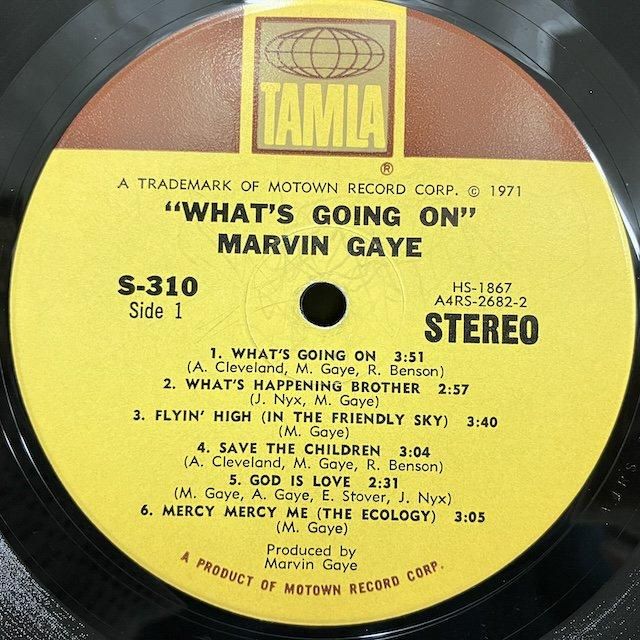 TAMLA
®
A TRADEMARK OF MOTOWN RECORD CORP. © 1971
"WHAT'S GOING ON"
MARVIN GAYE
S-310
Side 1
HS-1867
A4RS-2682-2
STEREO
1. WHAT'S GOING ON 3:51
(A. Cleveland, M. Gaye, R. Benson)
2. WHAT'S HAPPENING BROTHER 2:57
(J. Nyx, M. Gaye)
3. FLYIN' HIGH (IN THE FRIENDLY SKY) 3:40
(M. Gaye)
4. SAVE THE CHILDREN 3:04
(A. Cleveland, M. Gaye, R. Benson)
5. GOD IS LOVE 2:31
(M. Gaye, A. Gaye, E. Stover, J. Nyx)
6. MERCY MERCY ME (THE ECOLOGY) 3:05
(M. Gaye)
Produced by
Marvin Gaye
A PRODUCT OF MOTOWN RECORD CORP.